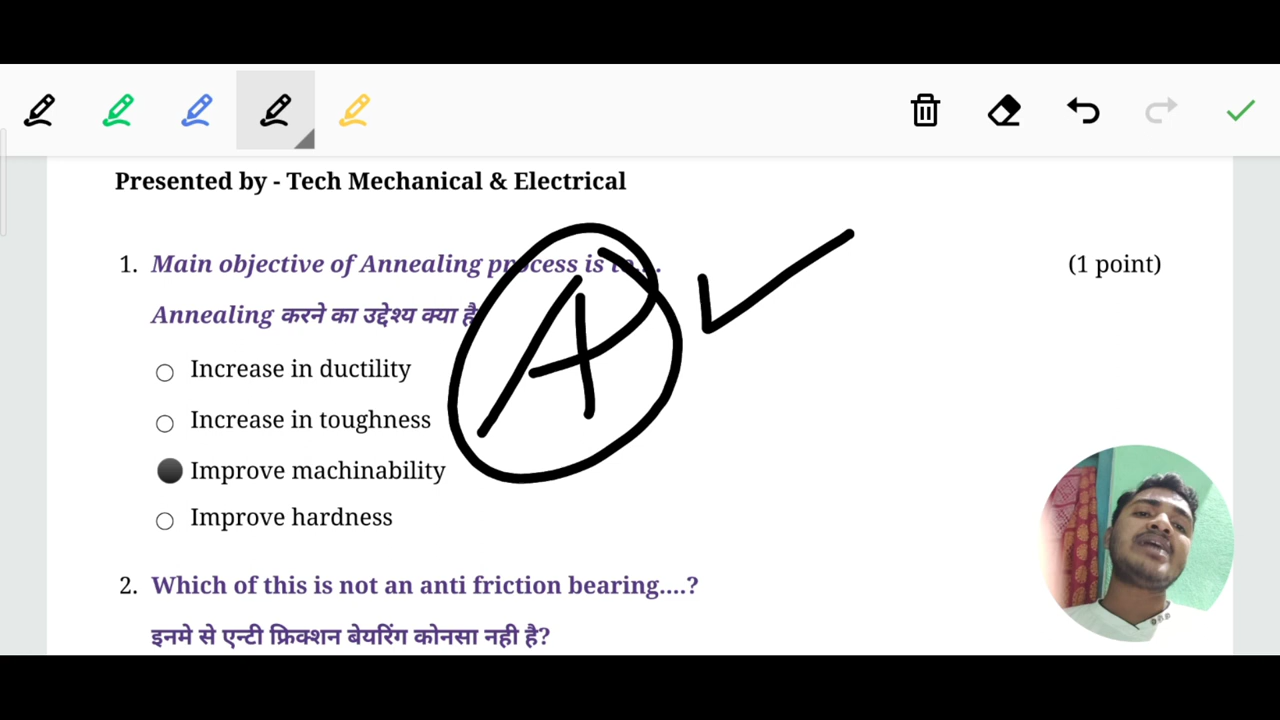 Presented by - Tech Mechanical & Electrical
1. Main objective of Annealing process is to...
(1 point)
Annealing करने का उद्देश्य क्या है
Increase in ductility
A
Increase in toughness
Improve machinability
Improve hardness
2. Which of this is not an anti friction bearing....?
इनमे से एन्टी फ्रिक्शन बेयरिंग कोनसा नही है?